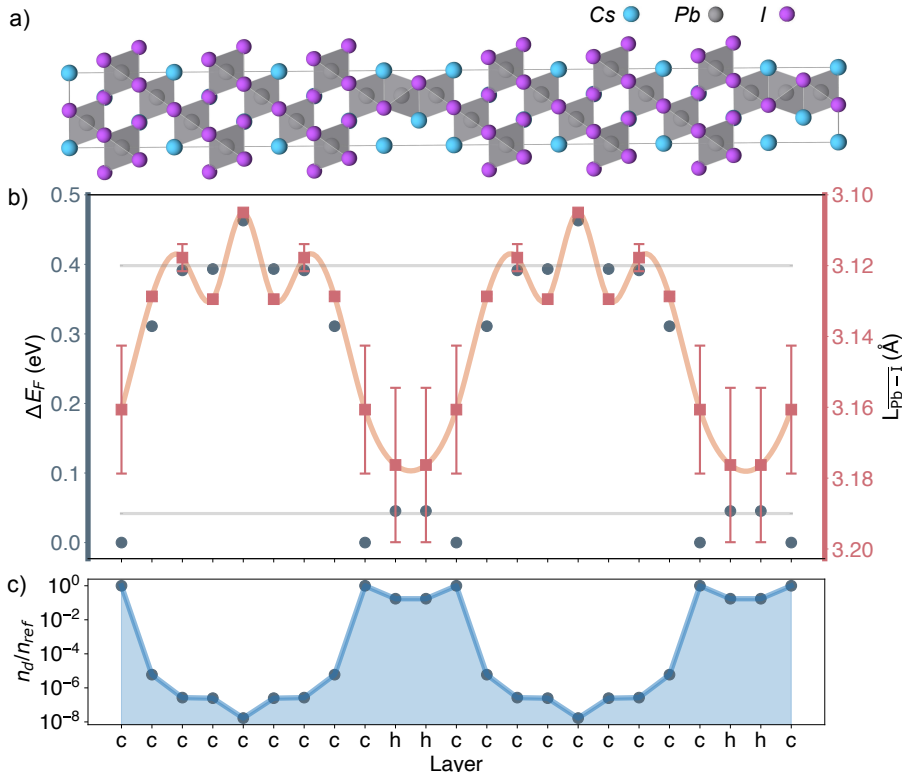 a)
Cs Pb I
b)
0.5
0.4
0.3
0.2
0.1
0.0
ΔE_F (eV)
3.10
3.12
3.14
3.16
3.18
3.20
L_Pb−I (Å)
c)
10^0
10^−2
10^−4
10^−6
10^−8
n_d/n_ref
c c c c c c c c c h h c c c c c c c c c h h c
Layer